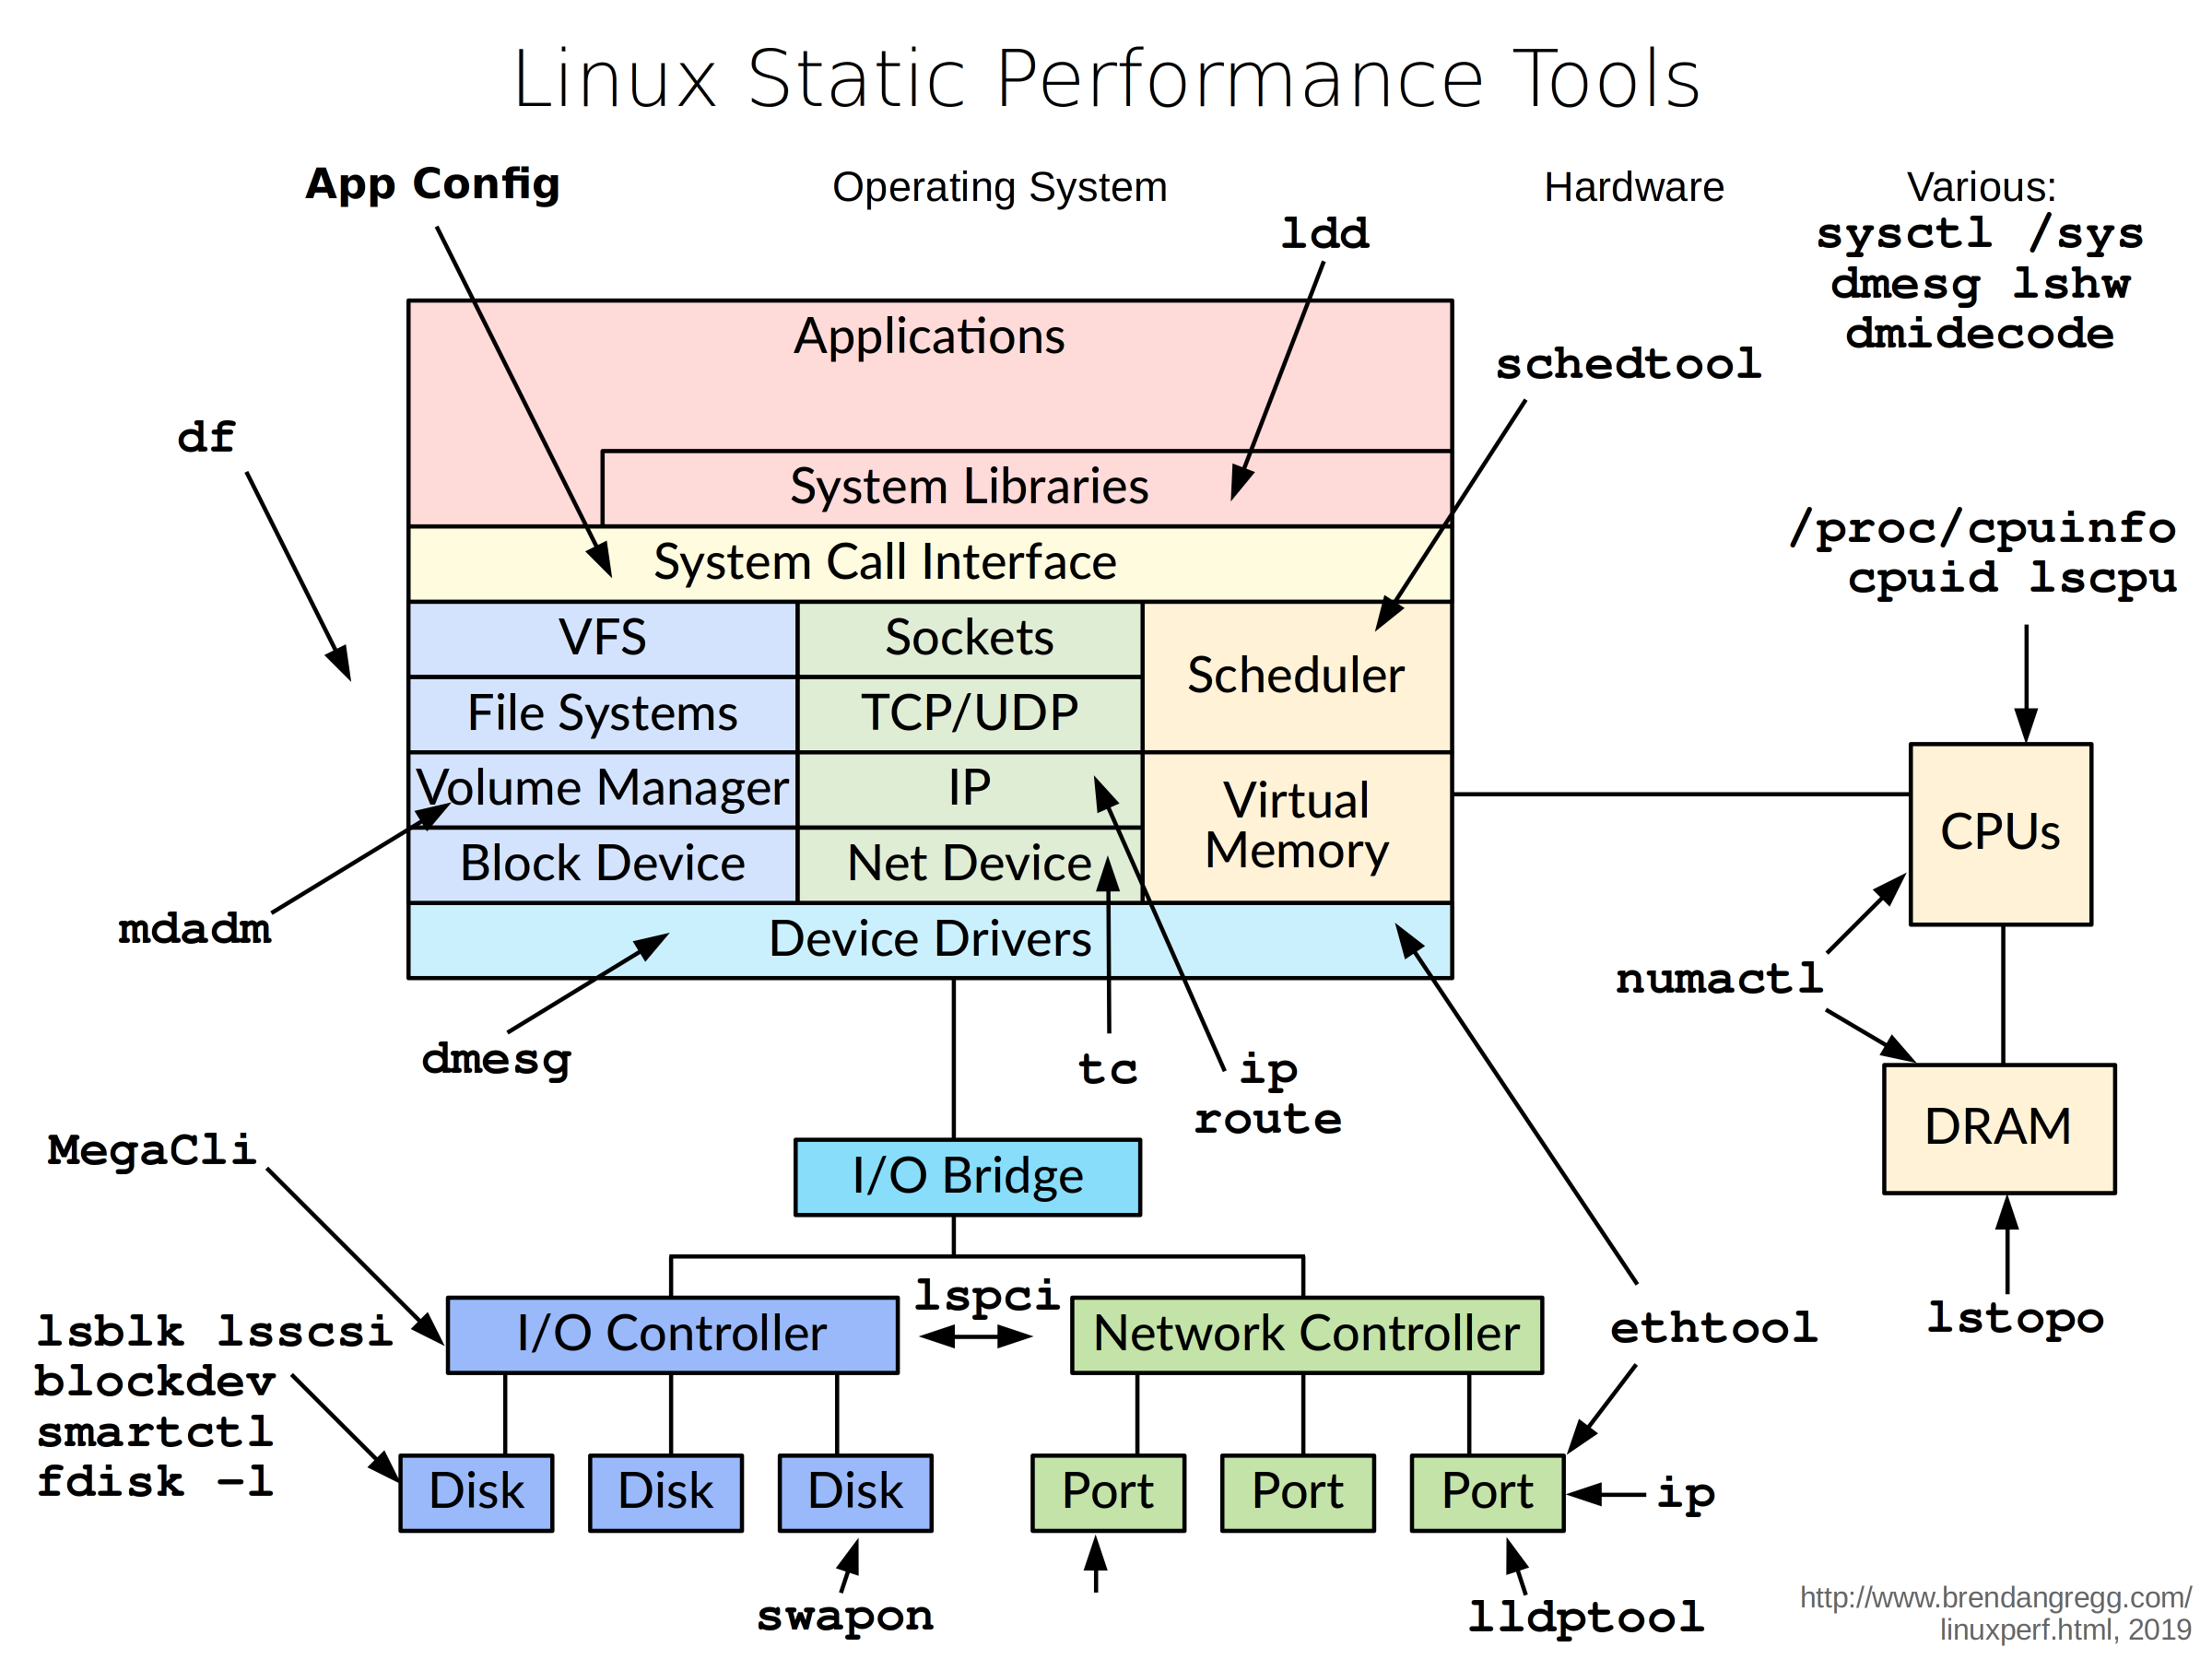 Linux Static Performance Tools
App Config
Operating System
Hardware
Various:
sysctl /sys
dmesg lshw
dmidecode
ldd
Applications
schedtool
df
System Libraries
/proc/cpuinfo
cpuid lscpu
System Call Interface
VFS
Sockets
Scheduler
File Systems
TCP/UDP
Volume Manager
IP
Virtual
Memory
CPUs
Block Device
Net Device
mdadm
Device Drivers
numactl
dmesg
tc
ip
route
DRAM
MegaCli
I/O Bridge
lspci
lsblk lsscsi
blockdev
smartctl
fdisk -l
I/O Controller
Network Controller
ethtool
lstopo
Disk
Disk
Disk
Port
Port
Port
ip
swapon
lldptool
http://www.brendangregg.com/
linuxperf.html, 2019